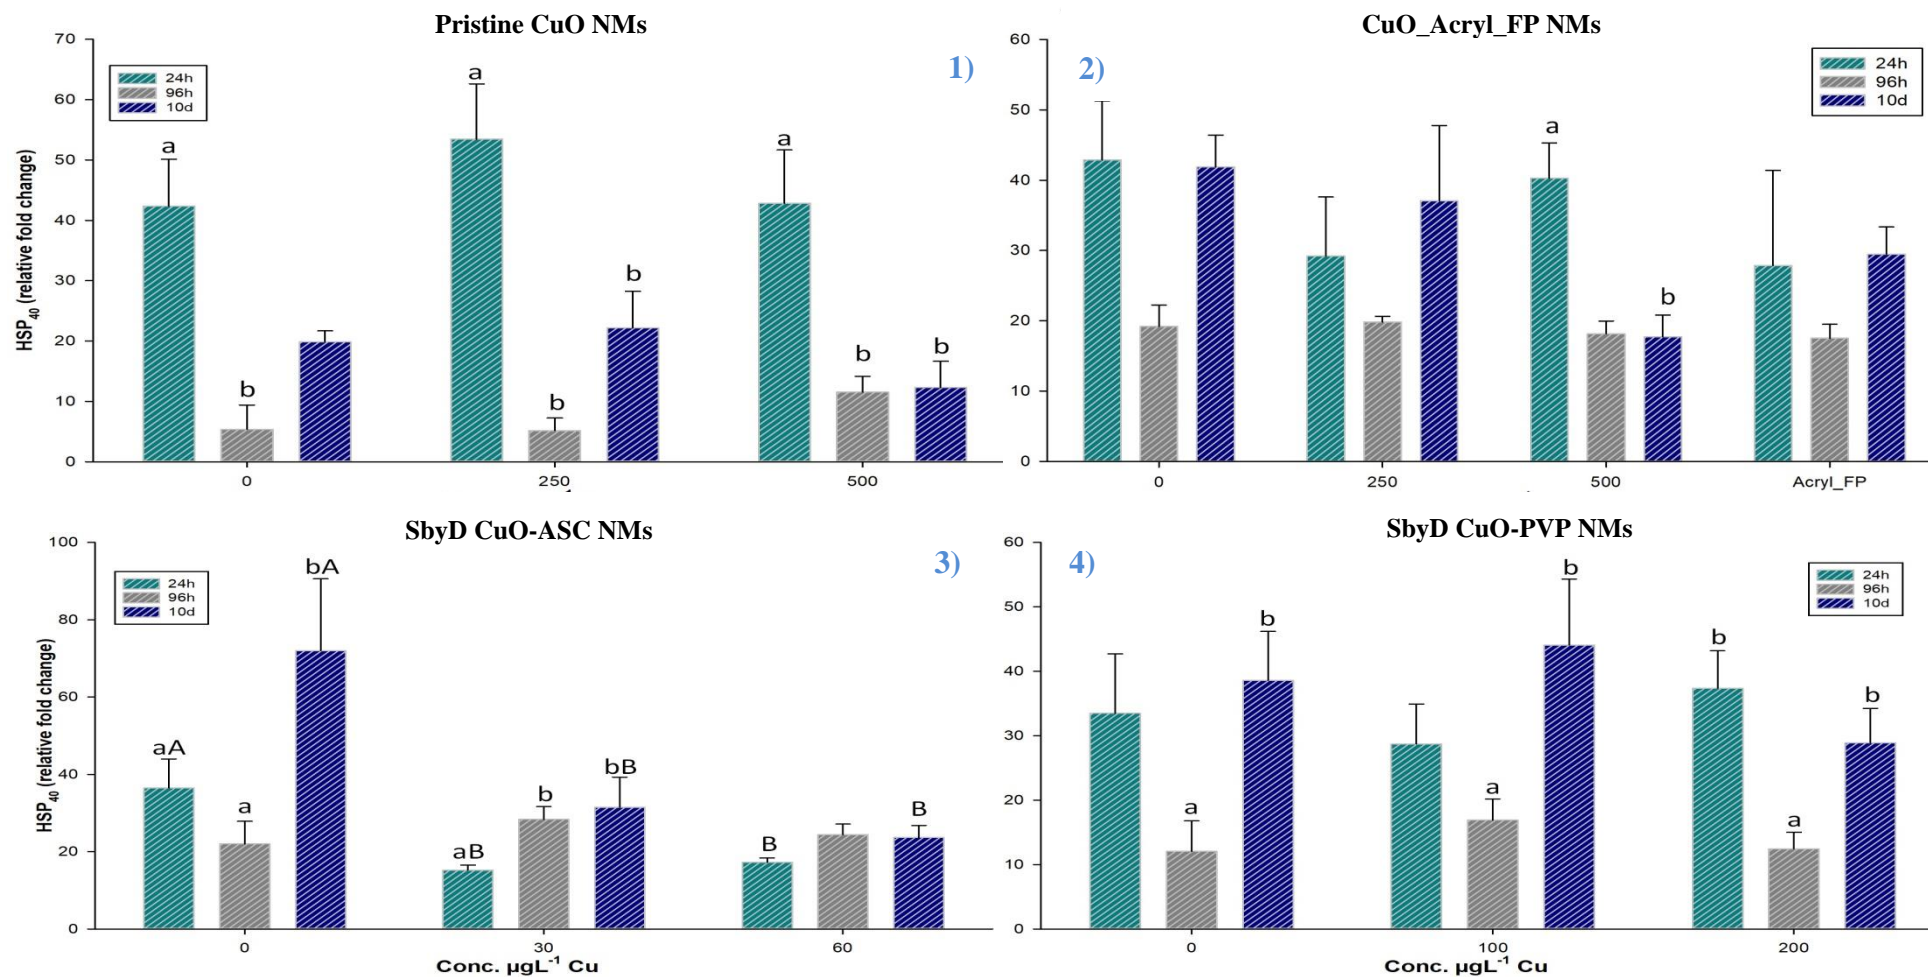 Pristine CuO NMs
1)
HSP40 (relative fold change)
70
60
50
40
30
20
10
0
24h
96h
10d
a
b
a
b
b
a
b
b
0
250
500
CuO_Acryl_FP NMs
2)
60
50
40
30
20
10
0
24h
96h
10d
a
b
0
250
500
Acryl_FP
SbyD CuO-ASC NMs
3)
HSP40 (relative fold change)
100
80
60
40
20
0
24h
96h
10d
aA
a
bA
aB
b
bB
B
B
0
30
60
Conc. µgL-1 Cu
SbyD CuO-PVP NMs
4)
60
50
40
30
20
10
0
24h
96h
10d
a
b
a
b
b
a
b
0
100
200
Conc. µgL-1 Cu